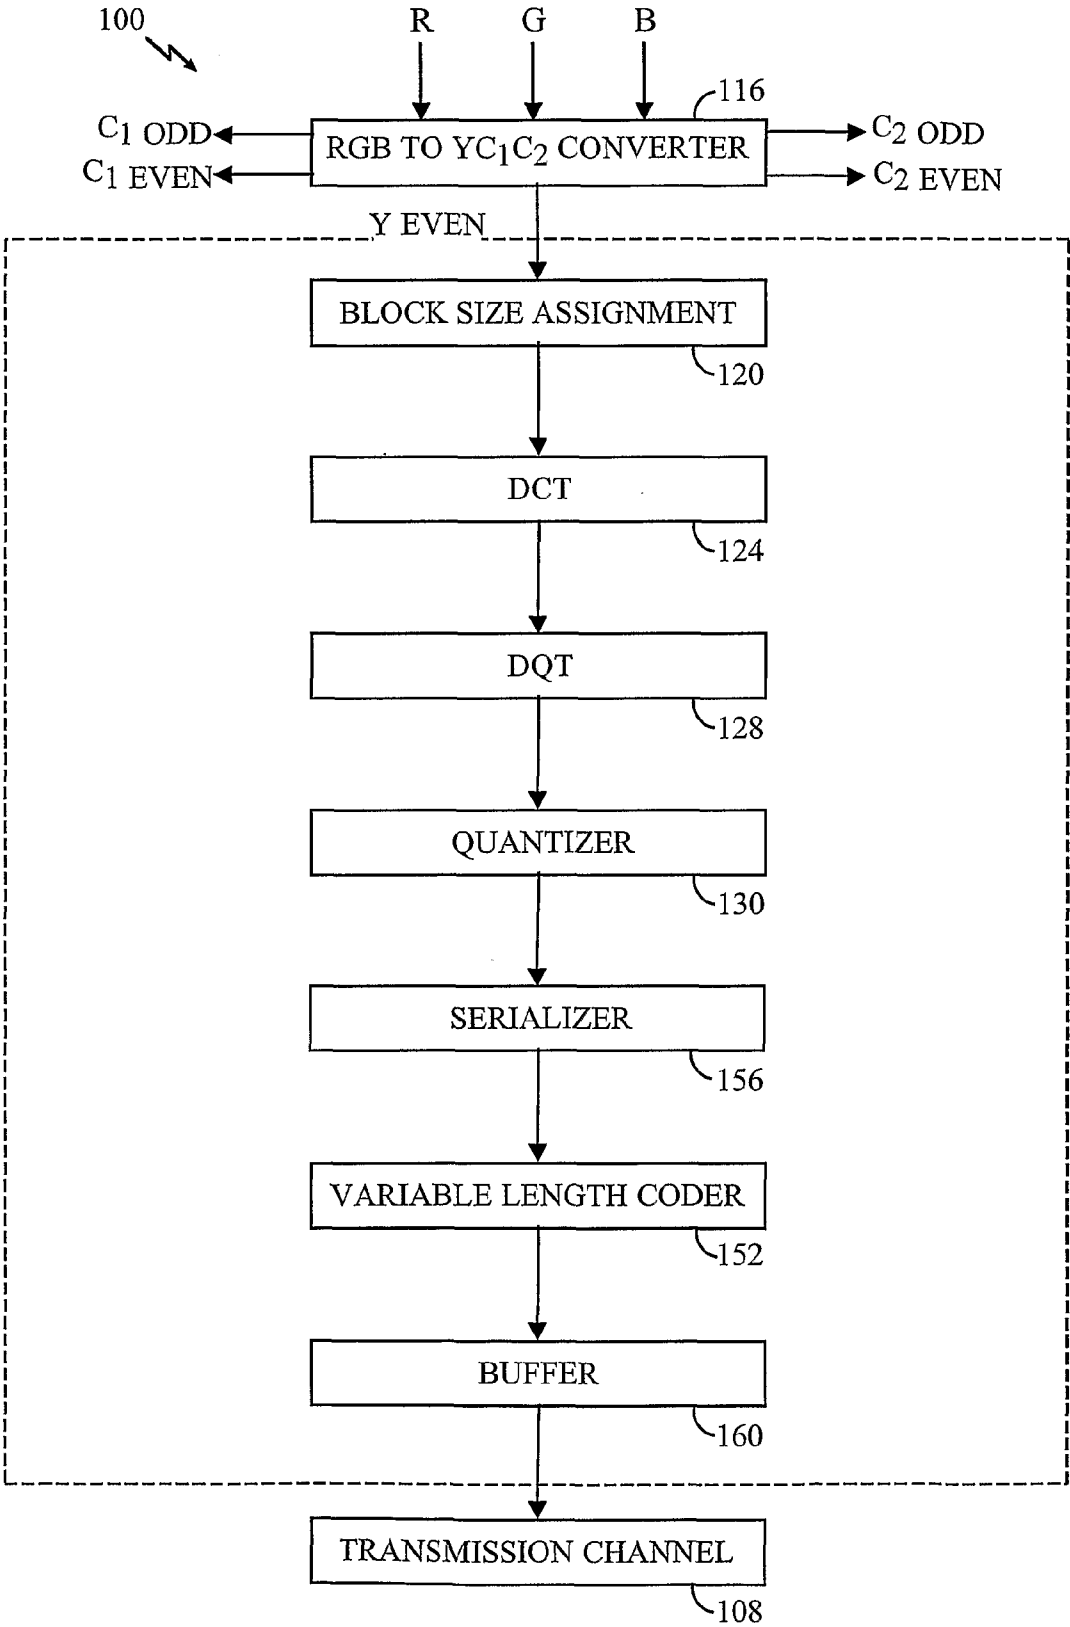 100
R G B
116
C1 ODD
C1 EVEN
RGB TO YC1C2 CONVERTER
C2 ODD
C2 EVEN
Y EVEN
BLOCK SIZE ASSIGNMENT
120
DCT
124
DQT
128
QUANTIZER
130
SERIALIZER
156
VARIABLE LENGTH CODER
152
BUFFER
160
TRANSMISSION CHANNEL
108